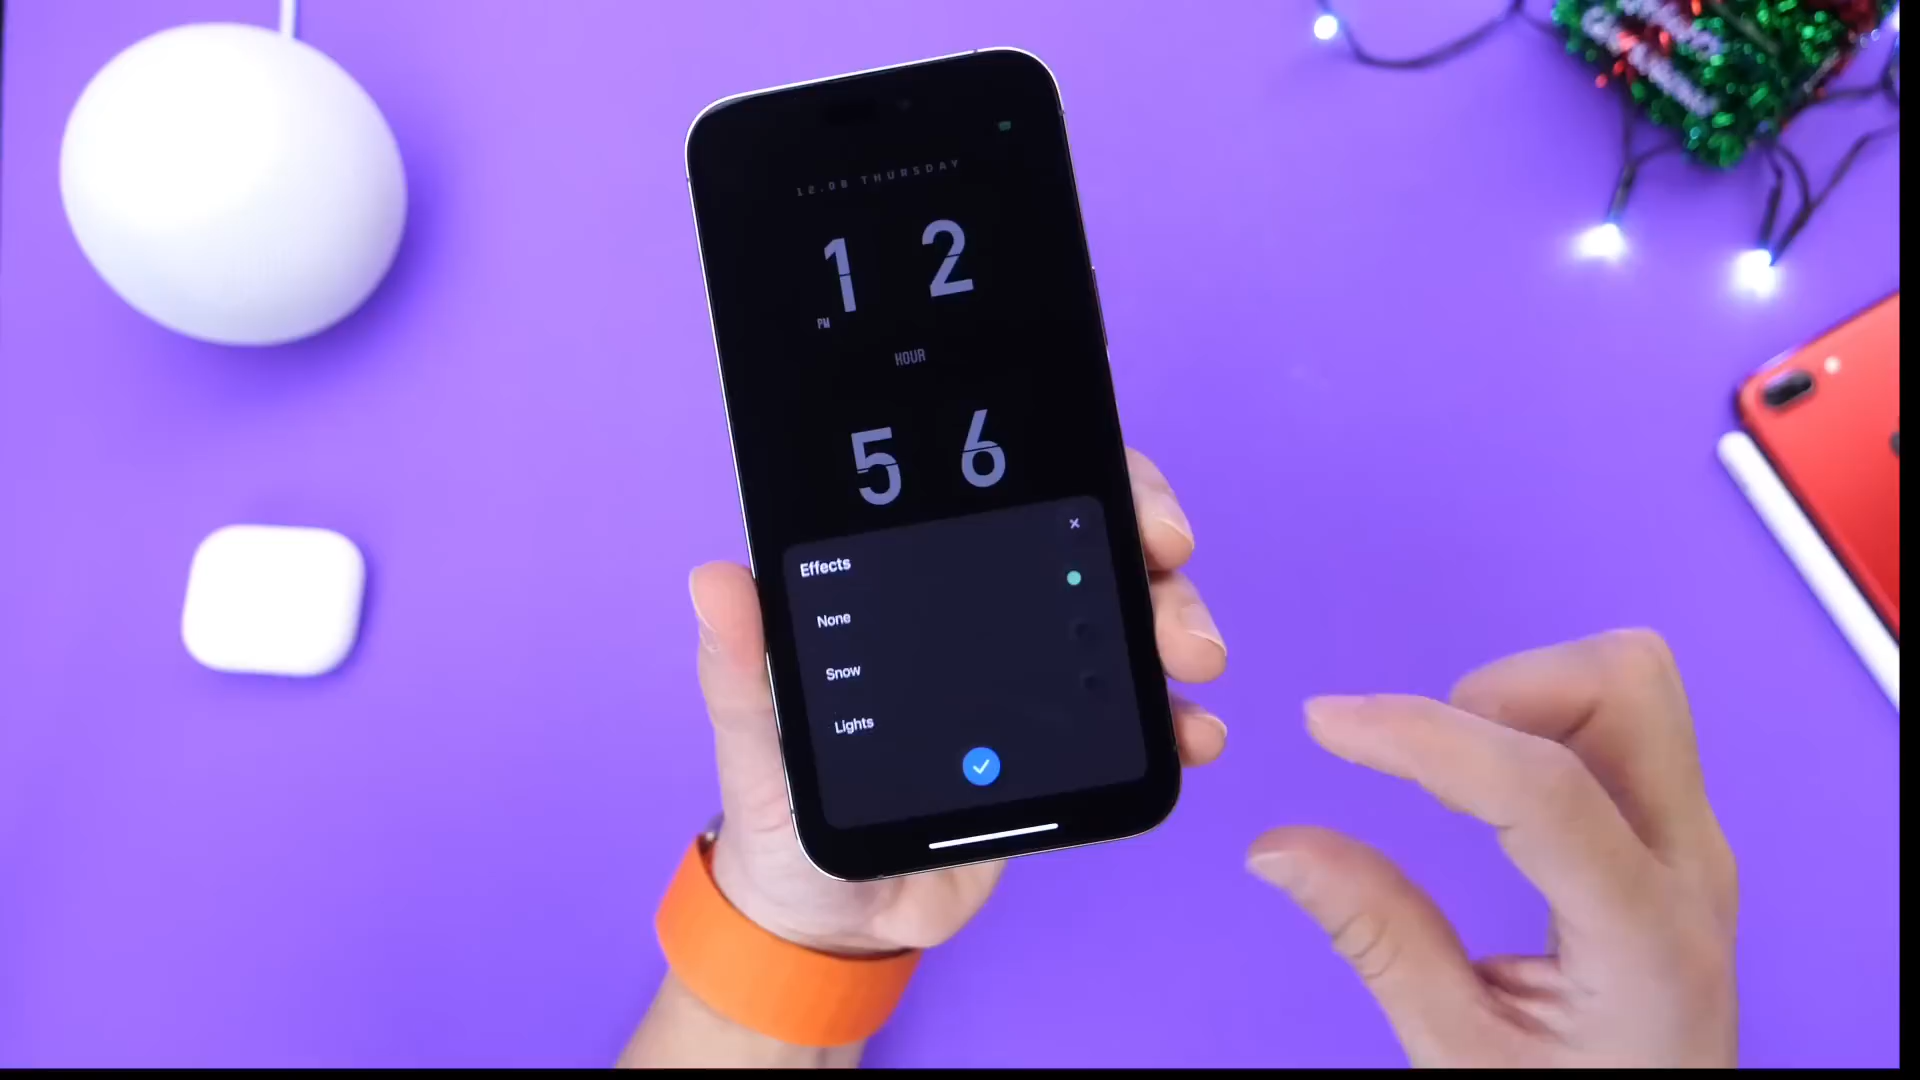 12.08 THURSDAY
1 2
PM
HOUR
5 6
Effects
None
Snow
Lights